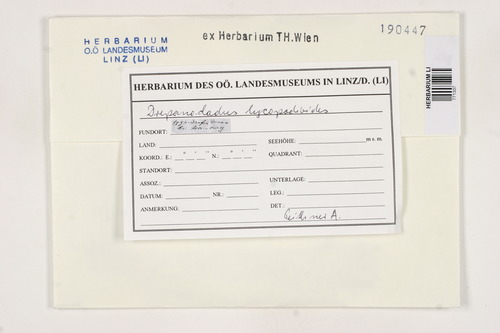 HERBARIUM
O.Ö LANDESMUSEUM
LINZ (LI)
ex Herbarium TH.Wien
190447
HERBARIUM LI
HERBARIUM DES OÖ. LANDESMUSEUMS IN LINZ/D. (LI)
Drepanocladus lycopodioides
FUNDORT:
LAND: SEEHÖHE: m s. m.
KOORD. E.: ° ' " N.: ° ' " QUADRANT:
STANDORT:
ASSOZ.: UNTERLAGE:
DATUM: NR.: LEG.:
ANMERKUNG: DET.: A.